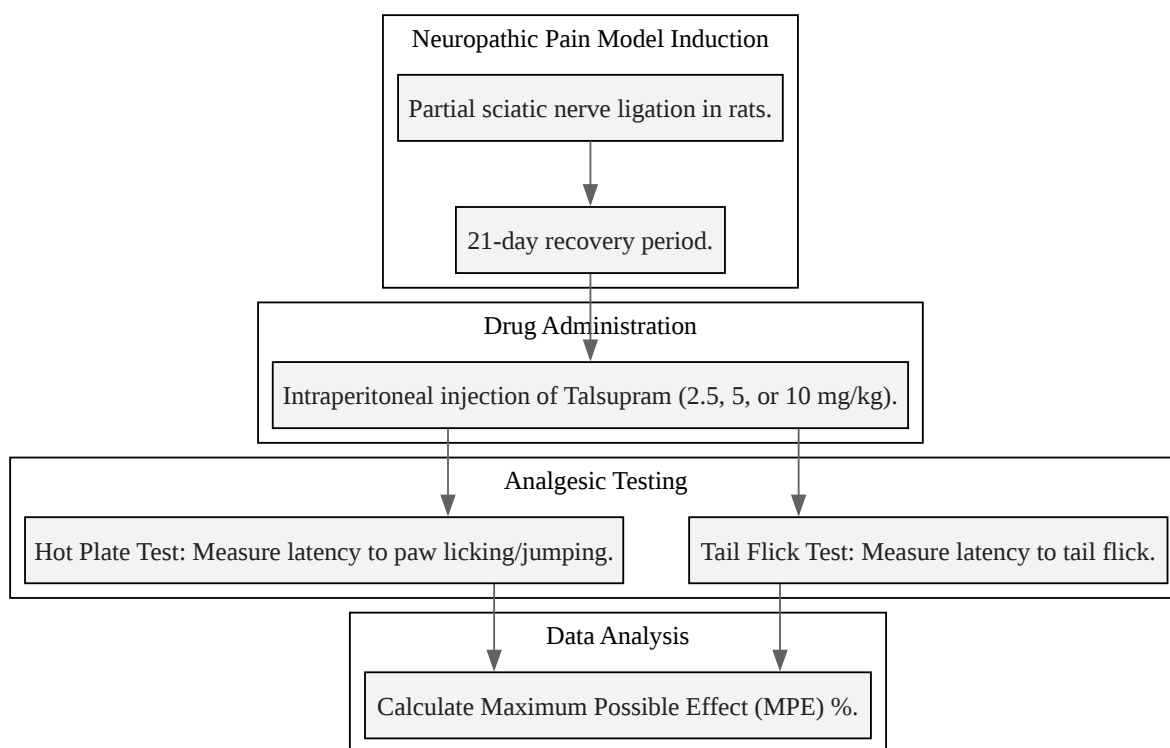 Neuropathic Pain Model Induction
Partial sciatic nerve ligation in rats.
21-day recovery period.
Drug Administration
Intraperitoneal injection of Talsupram (2.5, 5, or 10 mg/kg).
Analgesic Testing
Hot Plate Test: Measure latency to paw licking/jumping.
Tail Flick Test: Measure latency to tail flick.
Data Analysis
Calculate Maximum Possible Effect (MPE) %.